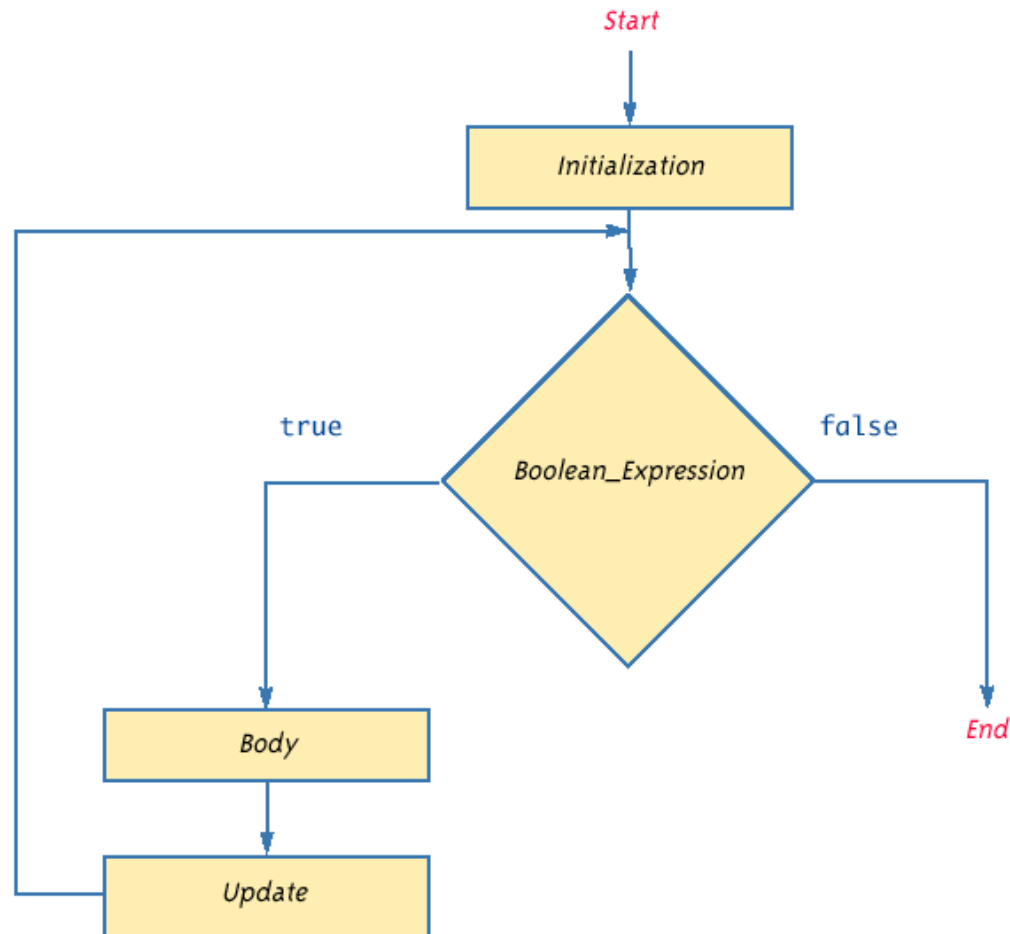 Start
Initialization
true
false
Boolean_Expression
Body
End
Update